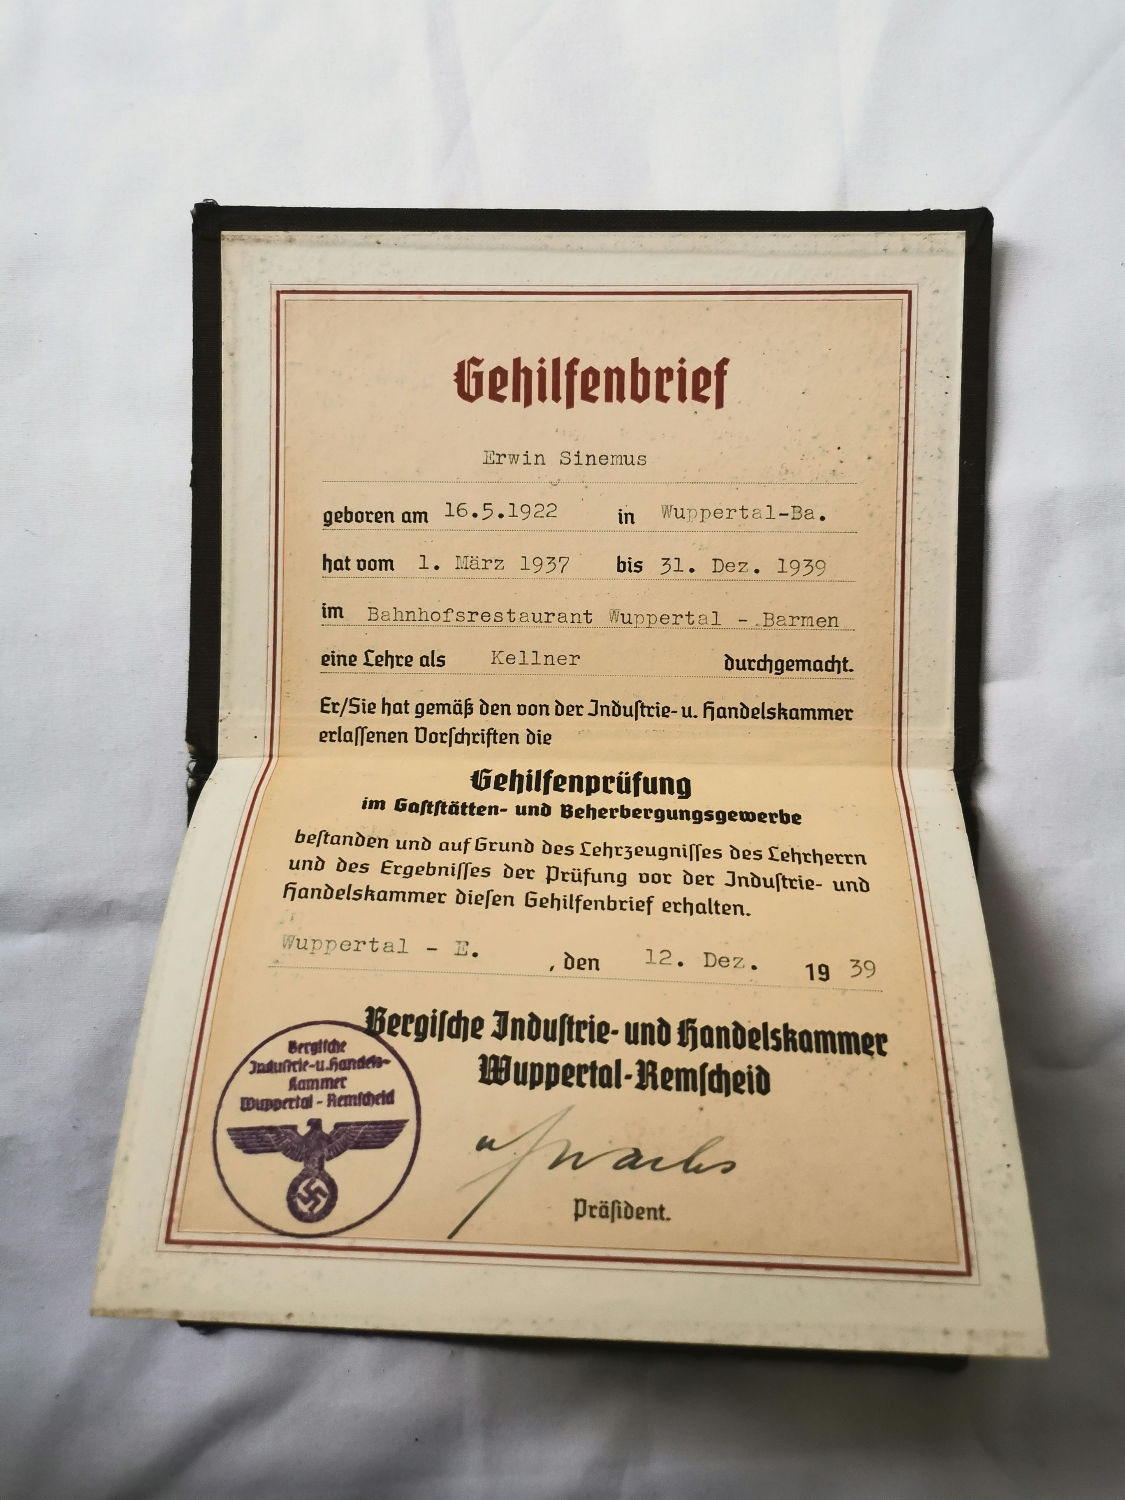 Gehilfenbrief
Erwin Sinemus
geboren am 16.5.1922 in Wuppertal-Ba.
hat vom 1. März 1937 bis 31. Dez. 1939
im Bahnhofsrestaurant Wuppertal - Barmen
eine Lehre als Kellner durchgemacht.
Er/Sie hat gemäß den von der Industrie- u. Handelskammer
erlassenen Vorschriften die
Gehilfenprüfung
im Gaststätten- und Beherbergungsgewerbe
bestanden und auf Grund des Lehrzeugnisses des Lehrherrn
und des Ergebnisses der Prüfung vor der Industrie- und
Handelskammer diesen Gehilfenbrief erhalten.
Wuppertal - E. , den 12. Dez. 19 39
Bergische Industrie- und Handelskammer
Wuppertal-Remscheid
Präsident.
Bergische
Industrie-u.Handels-
kammer
Wuppertal - Remscheid